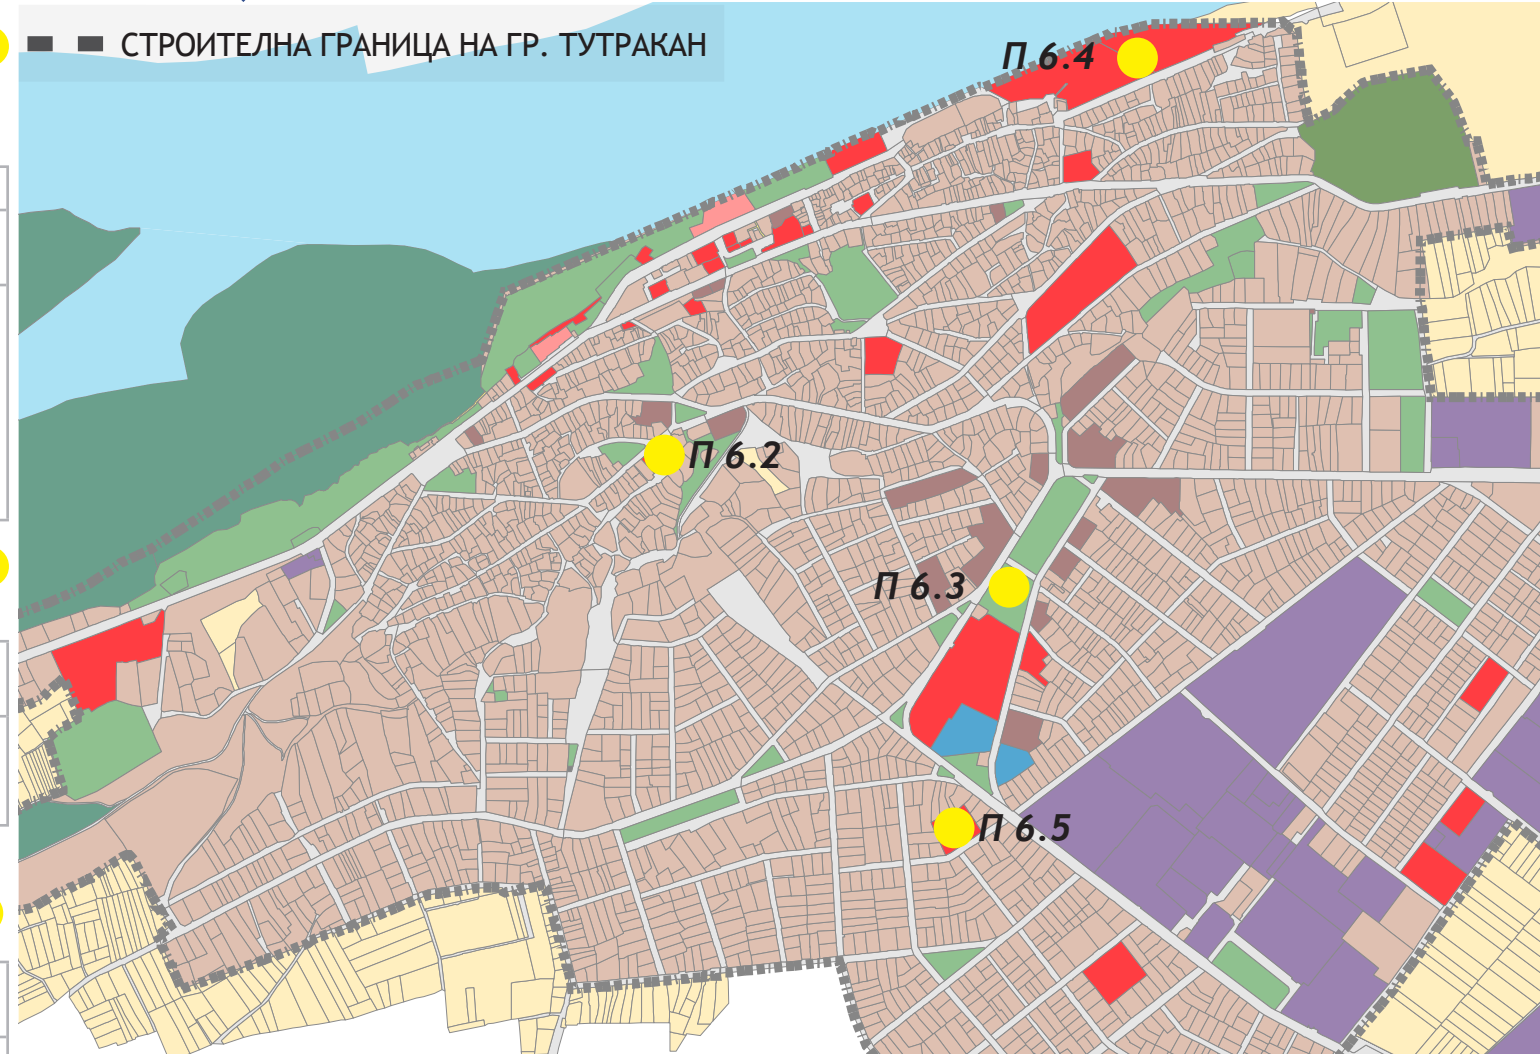 СТРОИТЕЛНА ГРАНИЦА НА ГР. ТУТРАКАН
П 6.4
П 6.2
П 6.3
П 6.5